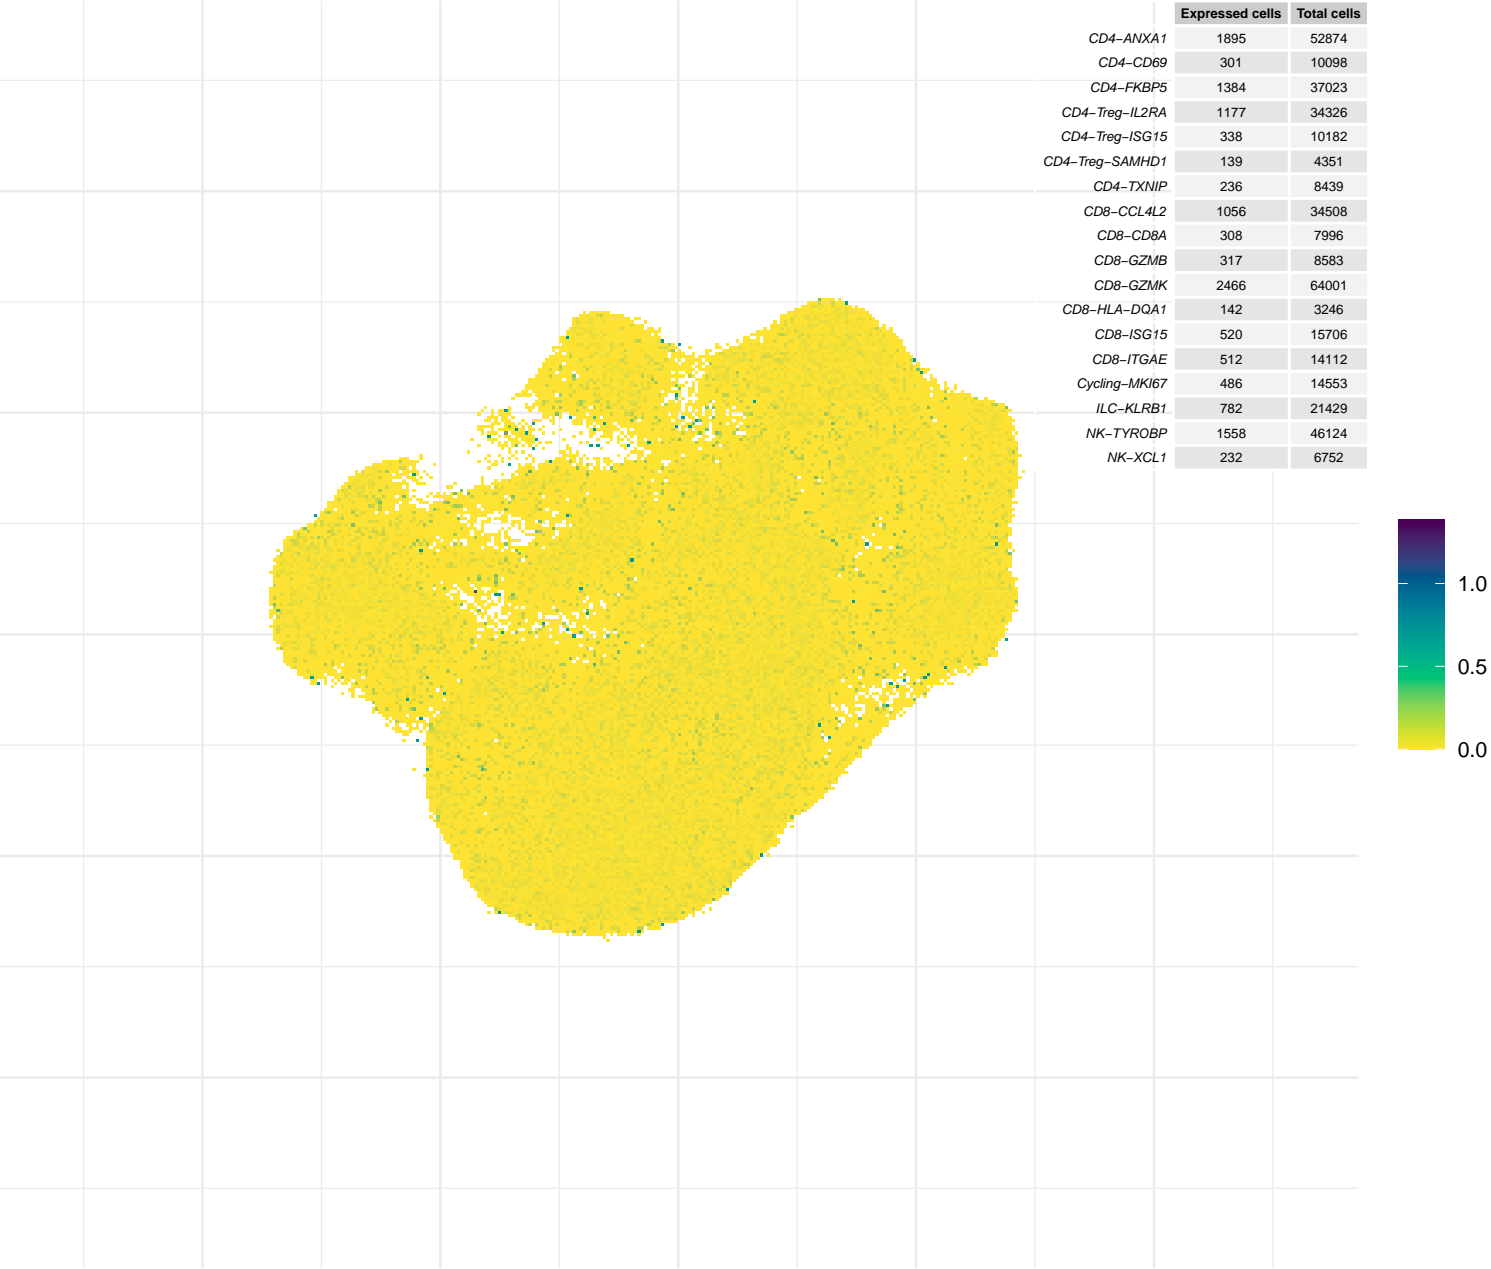 Expressed cells Total cells
CD4−ANXA1 1895 52874
CD4−CD69 301 10098
CD4−FKBP5 1384 37023
CD4−Treg−IL2RA 1177 34326
CD4−Treg−ISG15 338 10182
CD4−Treg−SAMHD1 139 4351
CD4−TXNIP 236 8439
CD8−CCL4L2 1056 34508
CD8−CD8A 308 7996
CD8−GZMB 317 8583
CD8−GZMK 2466 64001
CD8−HLA−DQA1 142 3246
CD8−ISG15 520 15706
CD8−ITGAE 512 14112
Cycling−MKI67 486 14553
ILC−KLRB1 782 21429
NK−TYROBP 1558 46124
NK−XCL1 232 6752
1.0
0.5
0.0